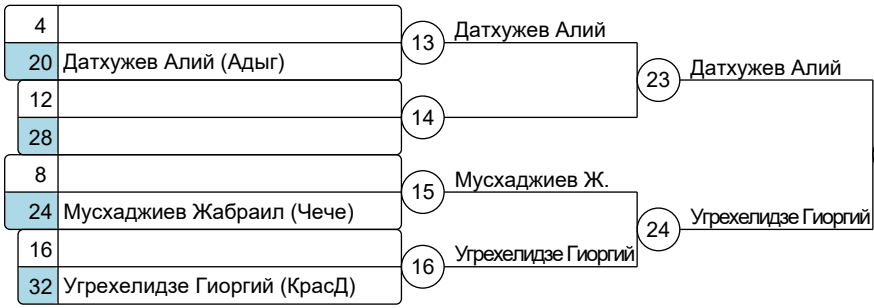 4
20 Датхужев Алий (Адыг)
13 Датхужев Алий
12
28
14
23 Датхужев Алий
8
24 Мусхаджиев Жабраил (Чече)
15 Мусхаджиев Ж.
16
32 Угрехелидзе Гиоргий (КрасД)
16 Угрехелидзе Гиоргий
24 Угрехелидзе Гиоргий